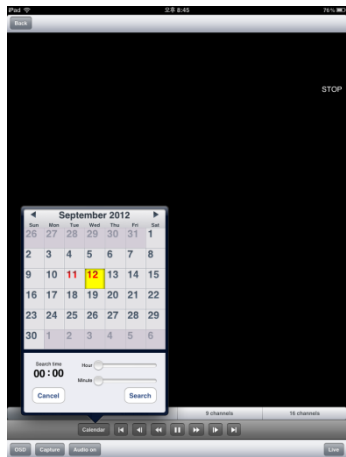 iPad 오후 8:45 76%
Back
STOP
September 2012
Sun Mon Tue Wed Thu Fri Sat
26 27 28 29 30 31 1
2 3 4 5 6 7 8
9 10 11 12 13 14 15
16 17 18 19 20 21 22
23 24 25 26 27 28 29
30 1 2 3 4 5 6
Search time
00 : 00
Hour
Minute
Cancel Search
9 channels 16 channels
Calendar
OSD Capture Audio on Live